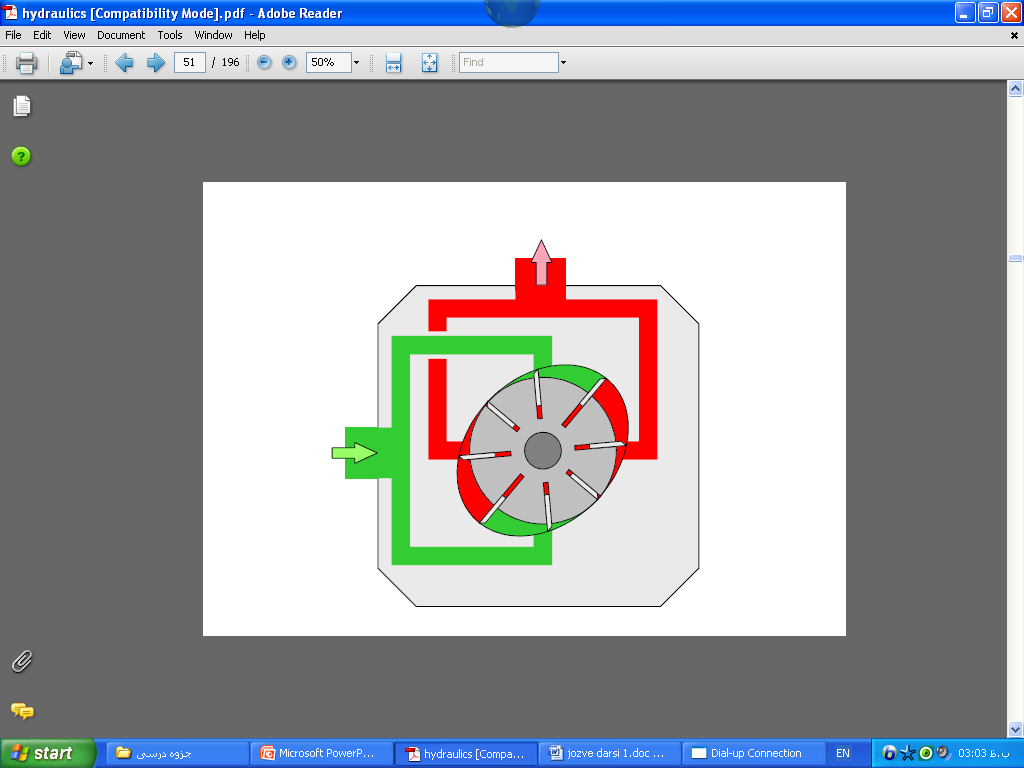 hydraulics [Compatibility Mode].pdf - Adobe Reader
File Edit View Document Tools Window Help
51 / 196 50% Find
start جزوه درسی Microsoft PowerP... hydraulics [Compa... jozve darsi 1.doc ... Dial-up Connection EN 03:03 ب.ظ